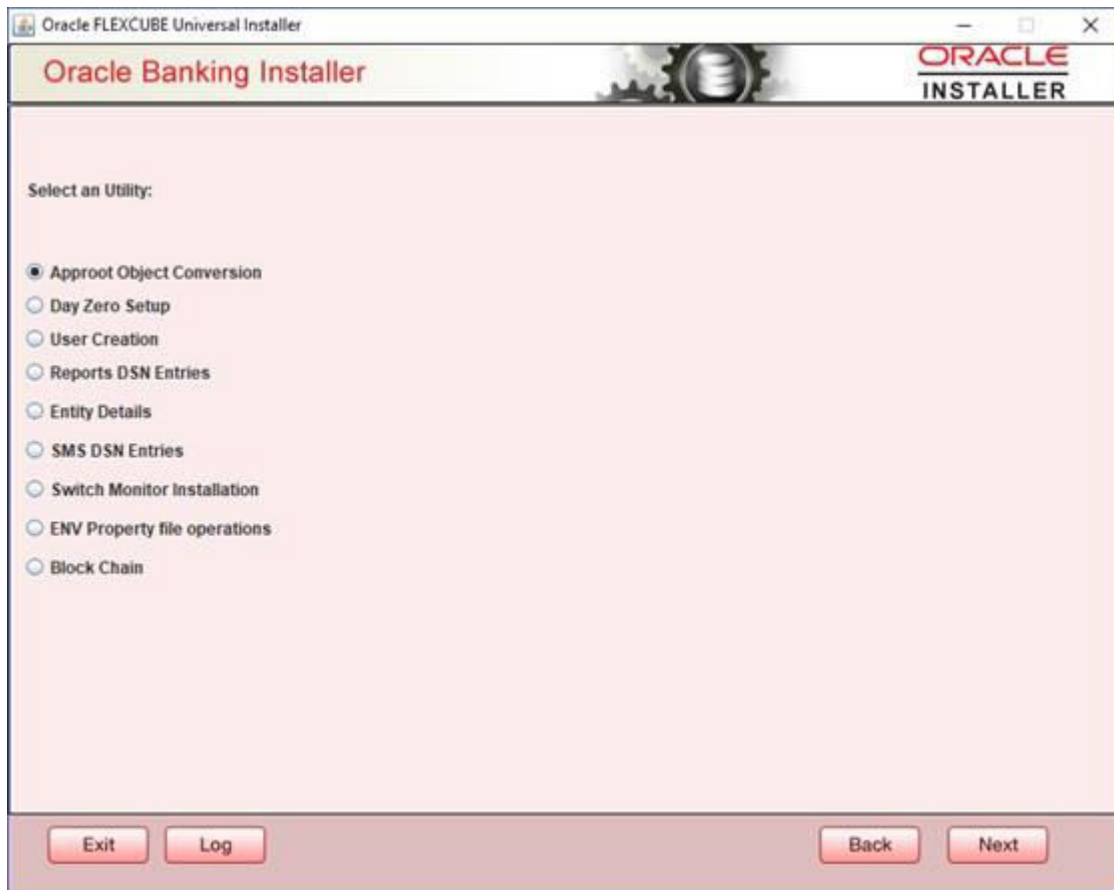 Oracle FLEXCUBE Universal Installer
Oracle Banking Installer
ORACLE
INSTALLER
Select an Utility:
Approot Object Conversion
Day Zero Setup
User Creation
Reports DSN Entries
Entity Details
SMS DSN Entries
Switch Monitor Installation
ENV Property file operations
Block Chain
Exit
Log
Back
Next